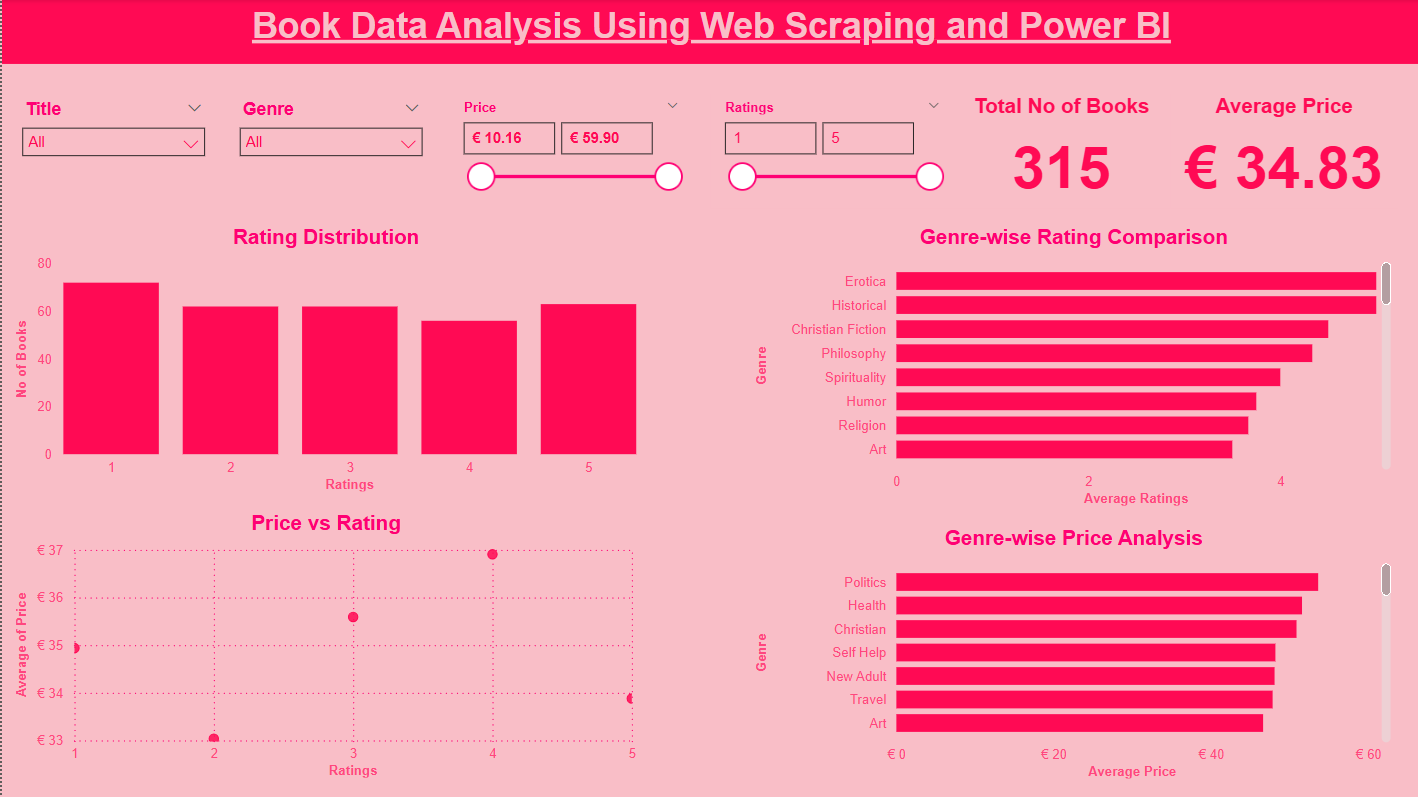 Book Data Analysis Using Web Scraping and Power BI
Title
All
Genre
All
Price
€ 10.16
€ 59.90
Ratings
1
5
Total No of Books
315
Average Price
€ 34.83
Rating Distribution
No of Books
80
60
40
20
0
1
2
3
4
5
Ratings
Genre-wise Rating Comparison
Genre
Erotica
Historical
Christian Fiction
Philosophy
Spirituality
Humor
Religion
Art
0
2
4
Average Ratings
Price vs Rating
Average of Price
€ 37
€ 36
€ 35
€ 34
€ 33
1
2
3
4
5
Ratings
Genre-wise Price Analysis
Genre
Politics
Health
Christian
Self Help
New Adult
Travel
Art
€ 0
€ 20
€ 40
€ 60
Average Price